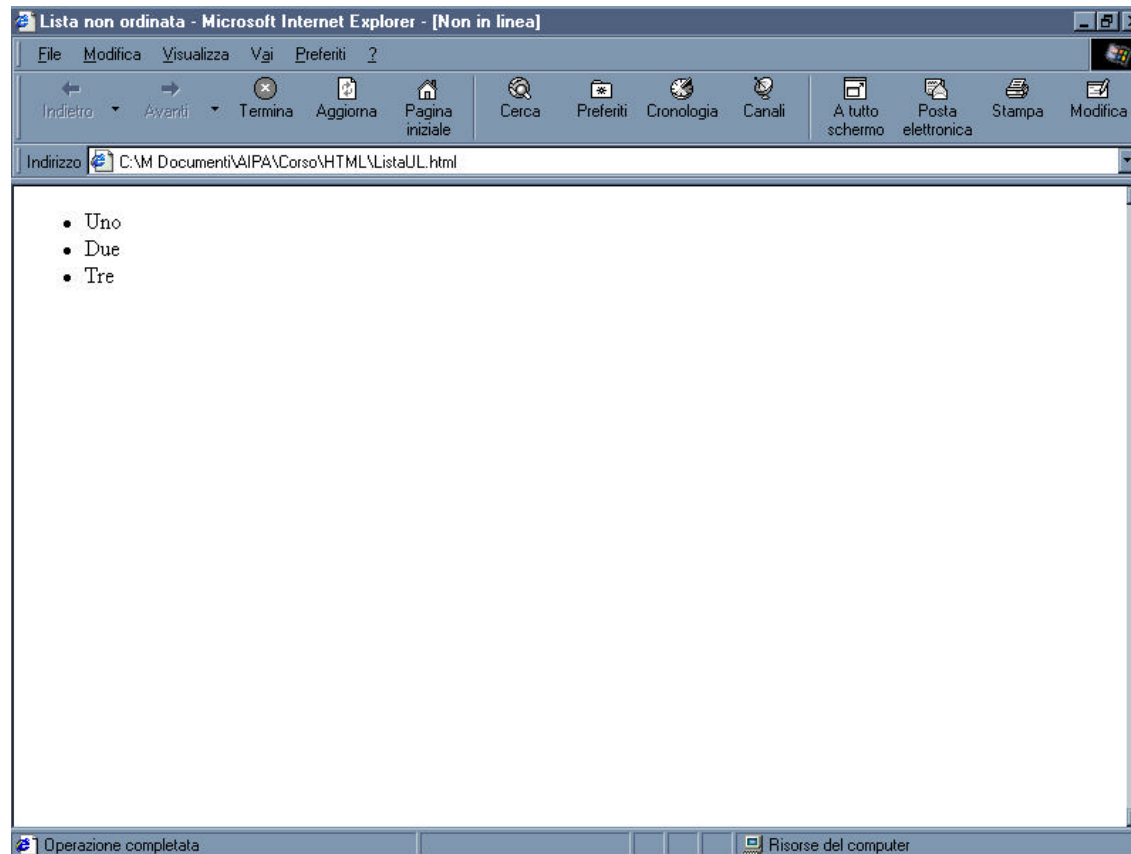 Lista non ordinata - Microsoft Internet Explorer - [Non in linea]
File Modifica Visualizza Vai Preferiti ?
Indietro Avanti Termina Aggiorna Pagina iniziale Cerca Preferiti Cronologia Canali A tutto schermo Posta elettronica Stampa Modifica
Indirizzo C:\M Documenti\AIPA\Corso\HTML\ListaUL.html
• Uno
• Due
• Tre
Operazione completata Risorse del computer